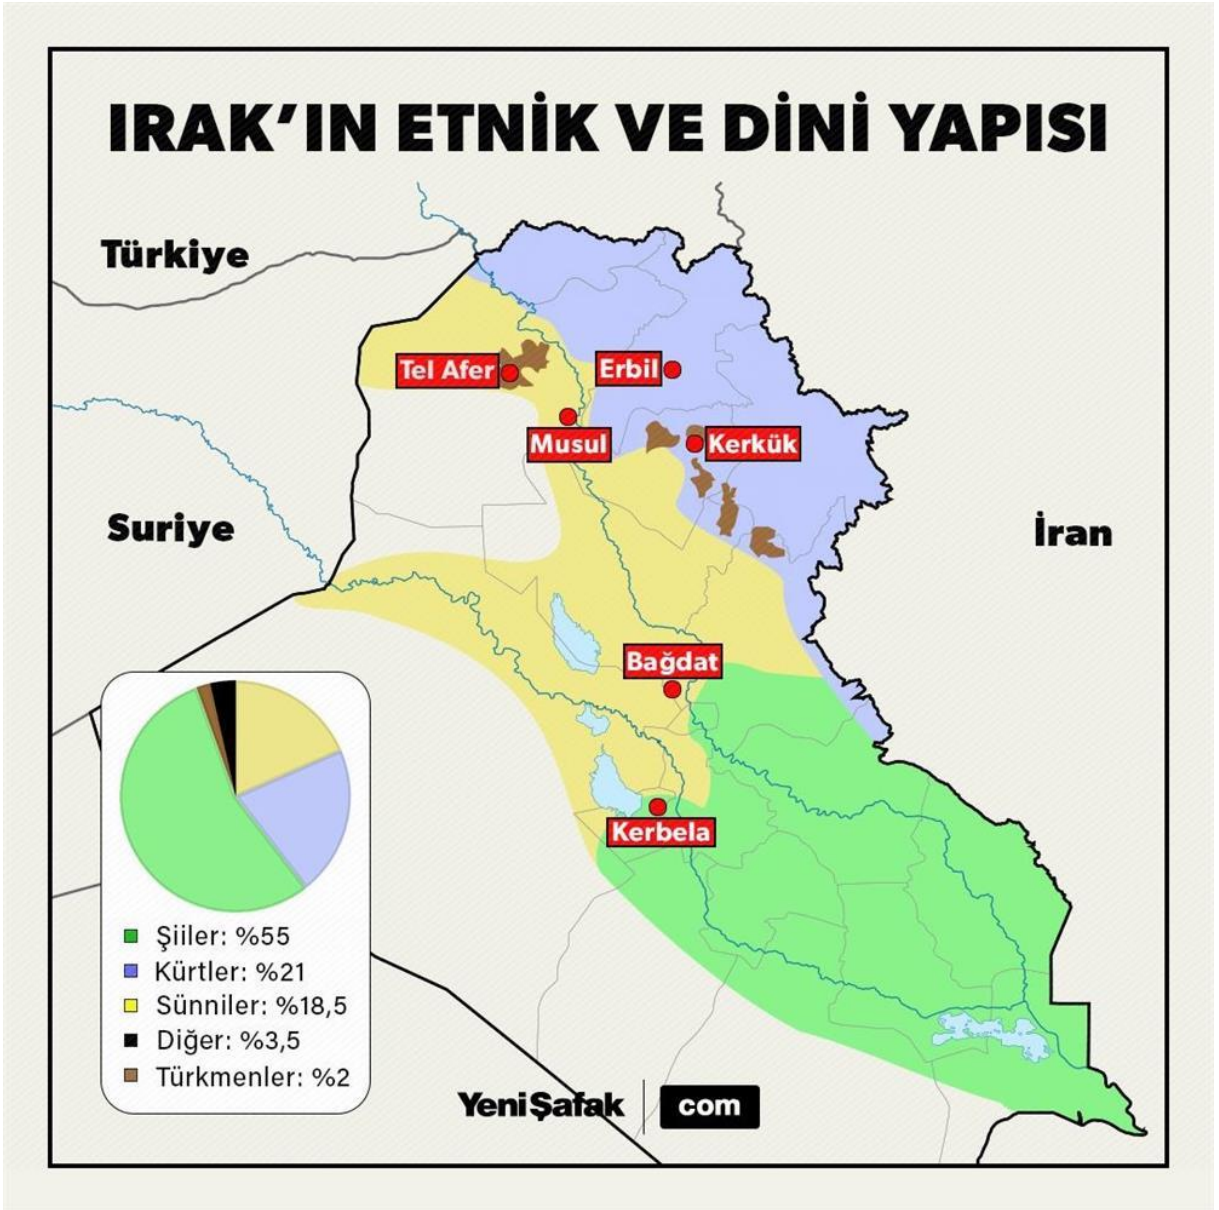 IRAK'IN ETNİK VE DİNİ YAPISI
Türkiye
Tel Afer
Erbil
Musul
Kerkük
Suriye
İran
Bağdat
Kerbela
Şiiler: %55
Kürtler: %21
Sünniler: %18,5
Diğer: %3,5
Türkmenler: %2
YeniŞafak com